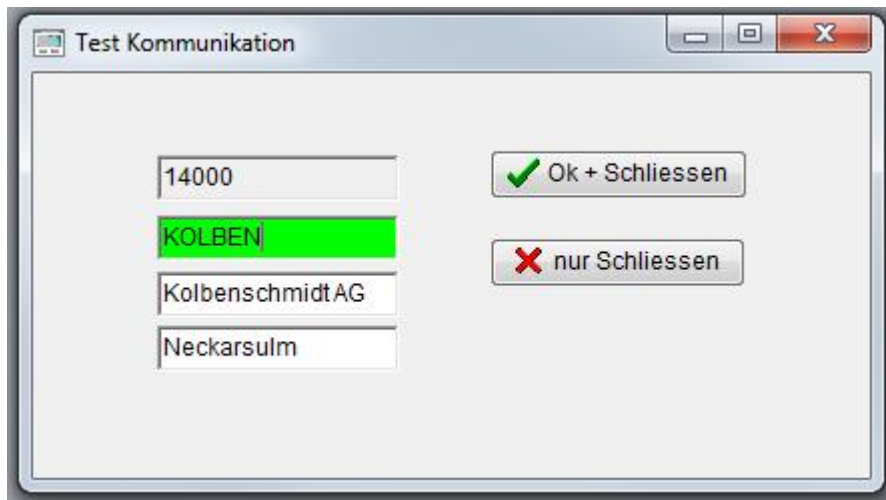 Test Kommunikation
14000
KOLBEN
Kolbenschmidt AG
Neckarsulm
Ok + Schliessen
nur Schliessen